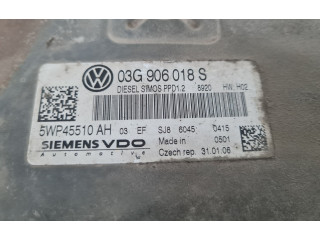 03G 906 018 S
DIESEL SIMOS PPD1.2 8920 HW: H02
5WP45510 AH 03 EF SJ8 6045 0415
SIEMENS VDO Made in 0501
Automotive Czech rep. 31.01.06